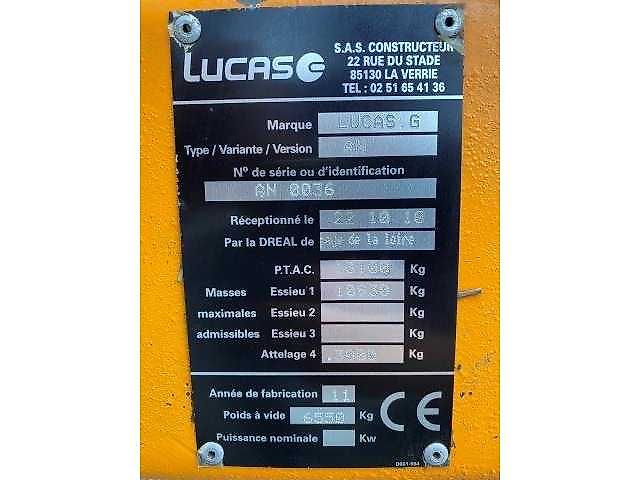 LUCAS G
S.A.S. CONSTRUCTEUR
22 RUE DU STADE
85130 LA VERRIE
TEL : 02 51 65 41 36
Marque LUCAS G
Type / Variante / Version AN
N° de série ou d'identification
AN 0036
Réceptionné le 22 10 10
Par la DREAL de de la loire
P.T.A.C. Kg
Masses Essieu 1 Kg
maximales Essieu 2 Kg
admissibles Essieu 3 Kg
Attelage 4 Kg
Année de fabrication 11
Poids à vide 6550 Kg
Puissance nominale Kw
CE